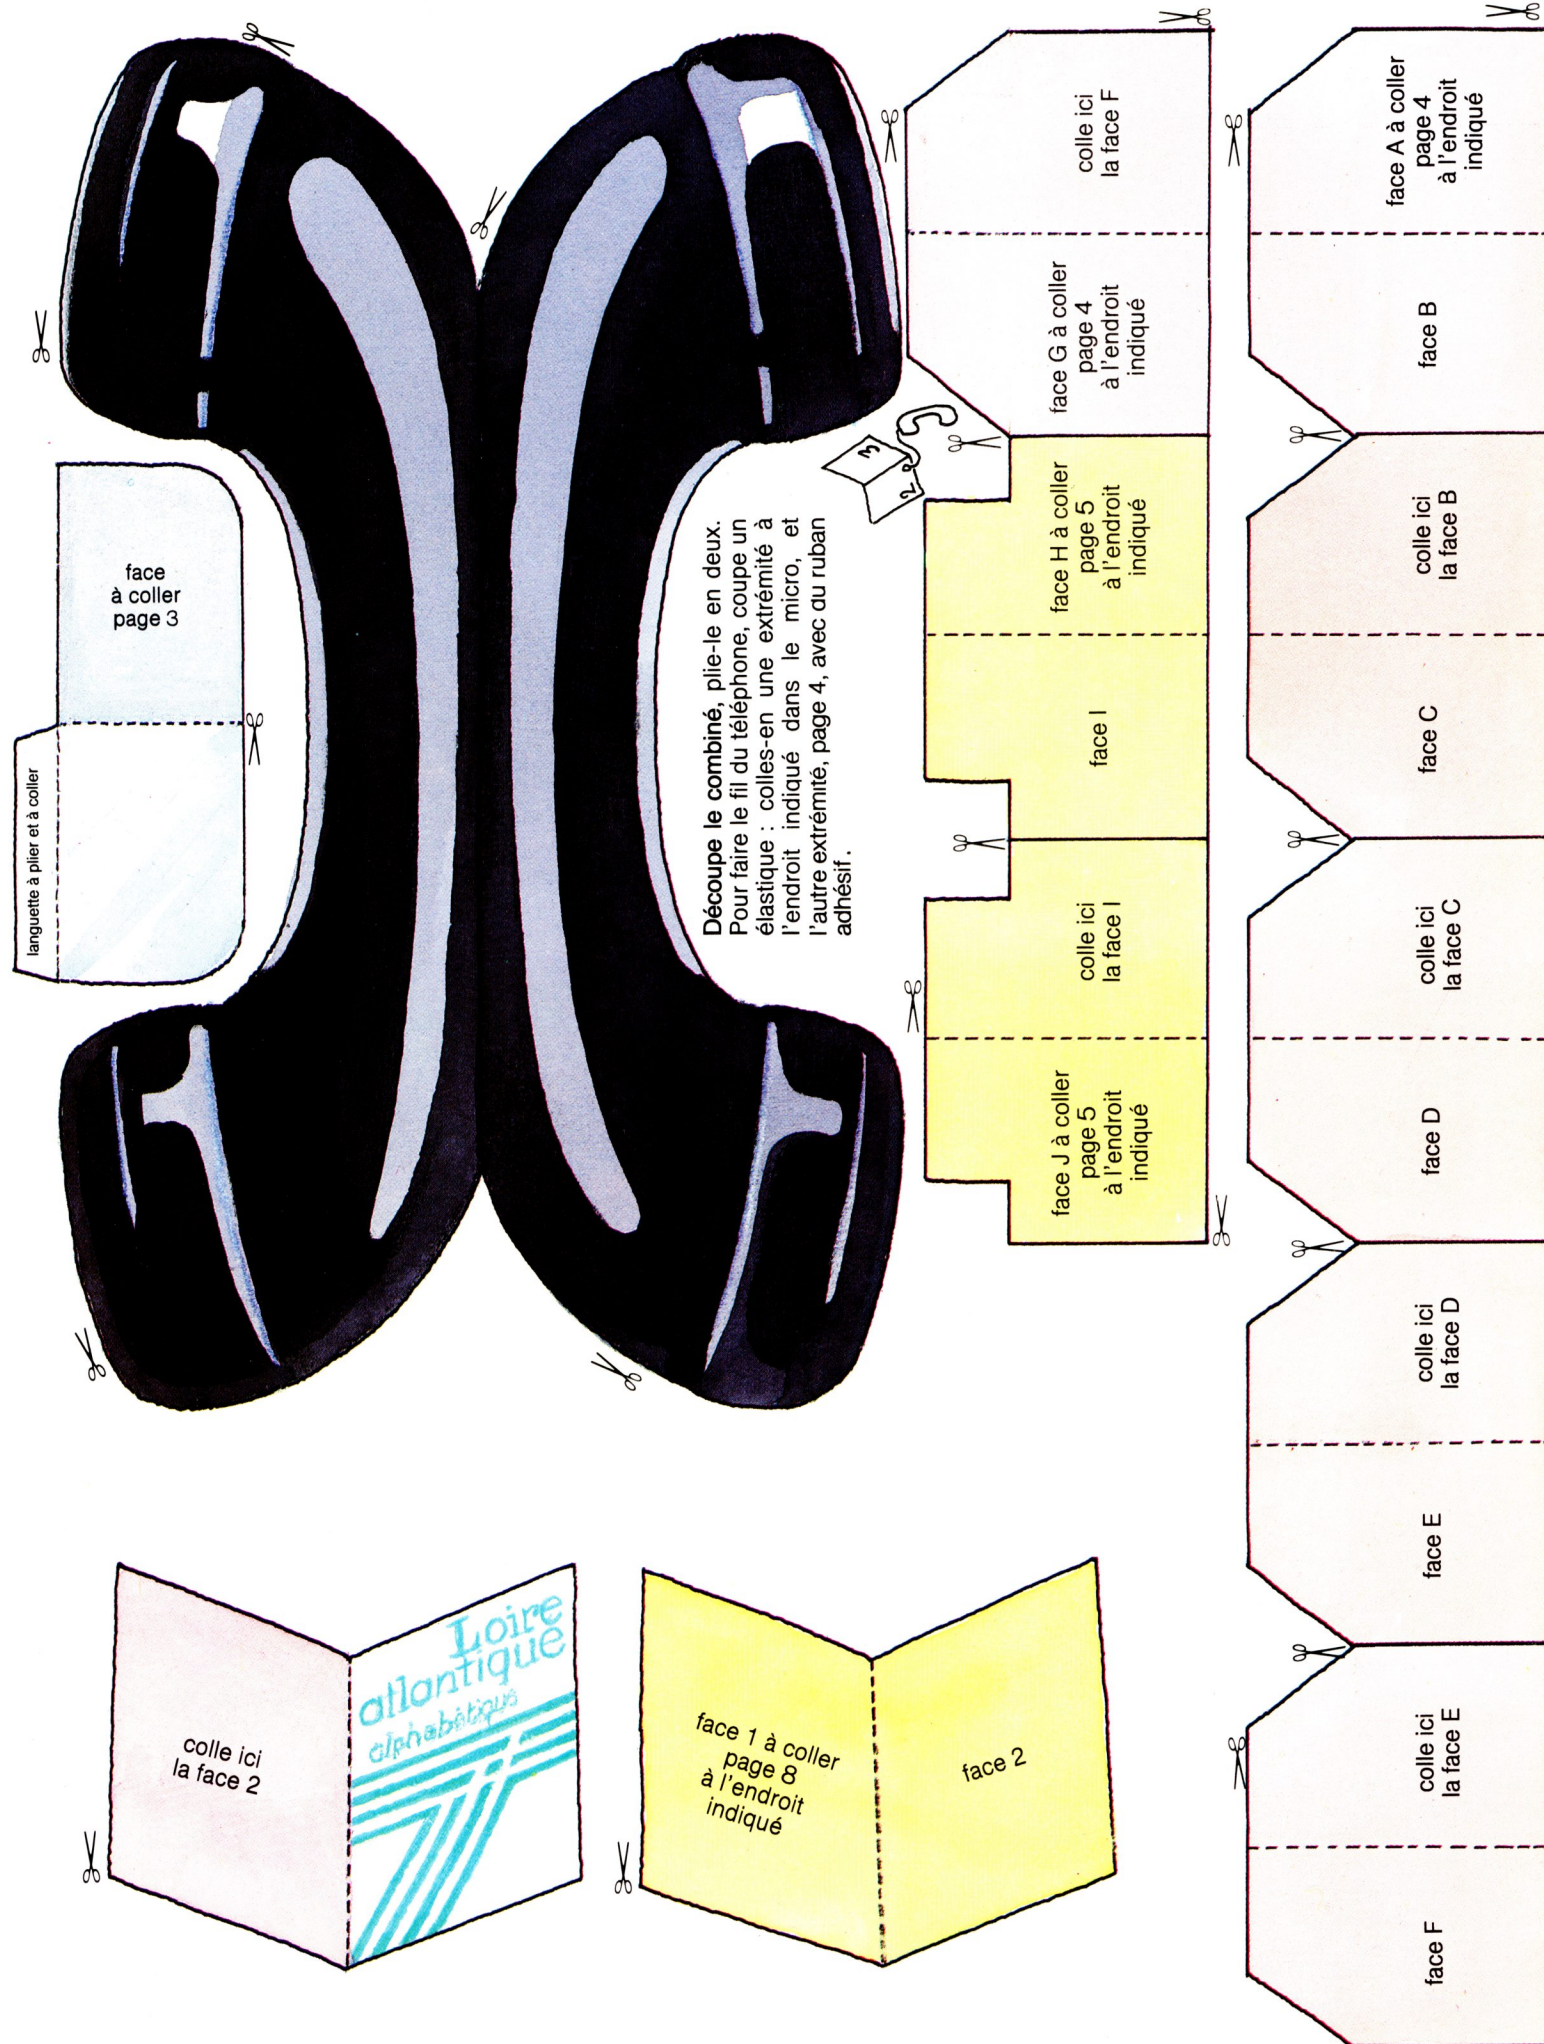 languette à plier et à coller
face
à coller
page 3
Découpe le combiné, plie-le en deux.
Pour faire le fil du téléphone, coupe un
élastique : colles-en une extrémité à
l'endroit indiqué dans le micro, et
l'autre extrémité, page 4, avec du ruban
adhésif.
2
3
colle ici
la face 2
Loire
atlantique
alphabétique
face 1 à coller
page 8
à l'endroit
indiqué
face 2
face J à coller
page 5
à l'endroit
indiqué
colle ici
la face I
face I
face H à coller
page 5
à l'endroit
indiqué
face G à coller
page 4
à l'endroit
indiqué
colle ici
la face F
face F
colle ici
la face E
face E
colle ici
la face D
face D
colle ici
la face C
face C
colle ici
la face B
face B
face A à coller
page 4
à l'endroit
indiqué